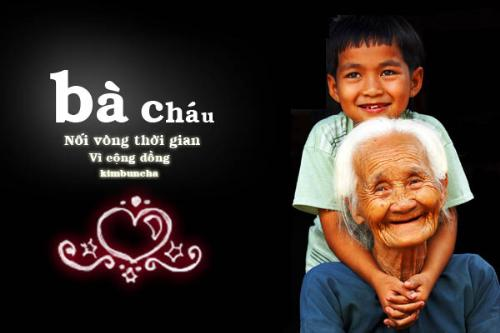 bà cháu
Nối vòng thời gian
Vì cộng đồng
kimbuncha